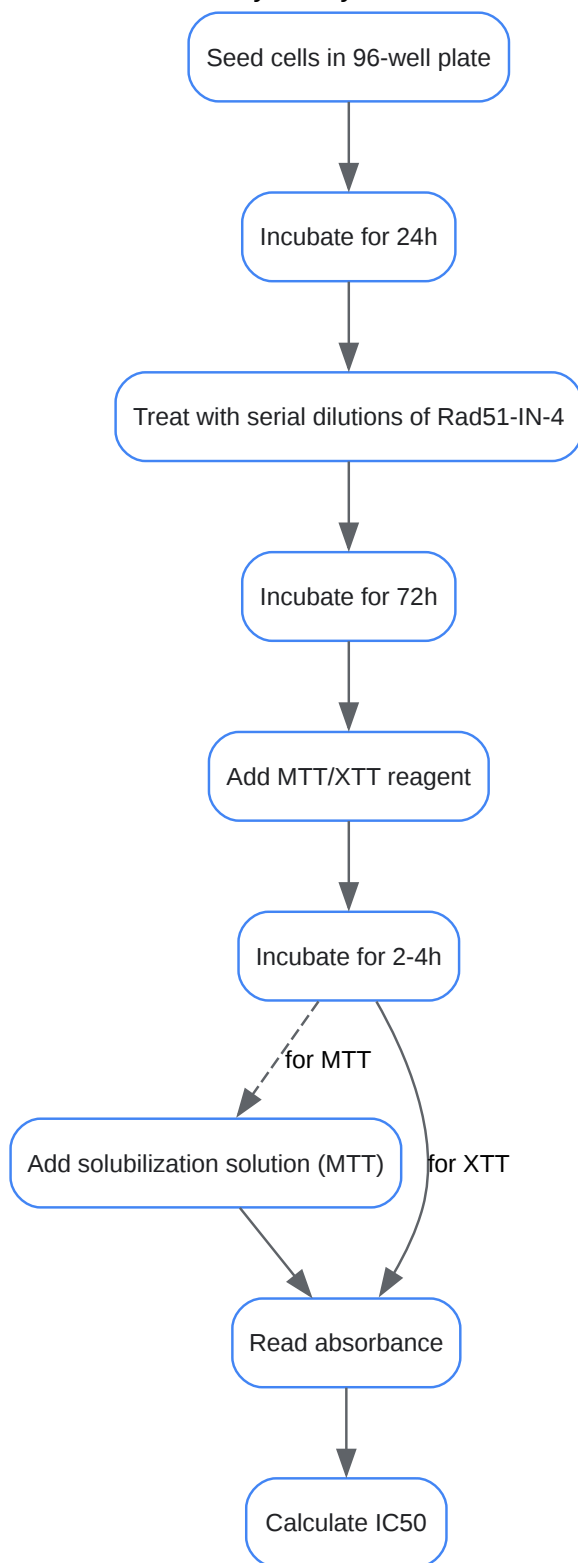 Seed cells in 96-well plate
Incubate for 24h
Treat with serial dilutions of Rad51-IN-4
Incubate for 72h
Add MTT/XTT reagent
Incubate for 2-4h
for MTT
Add solubilization solution (MTT)
for XTT
Read absorbance
Calculate IC50